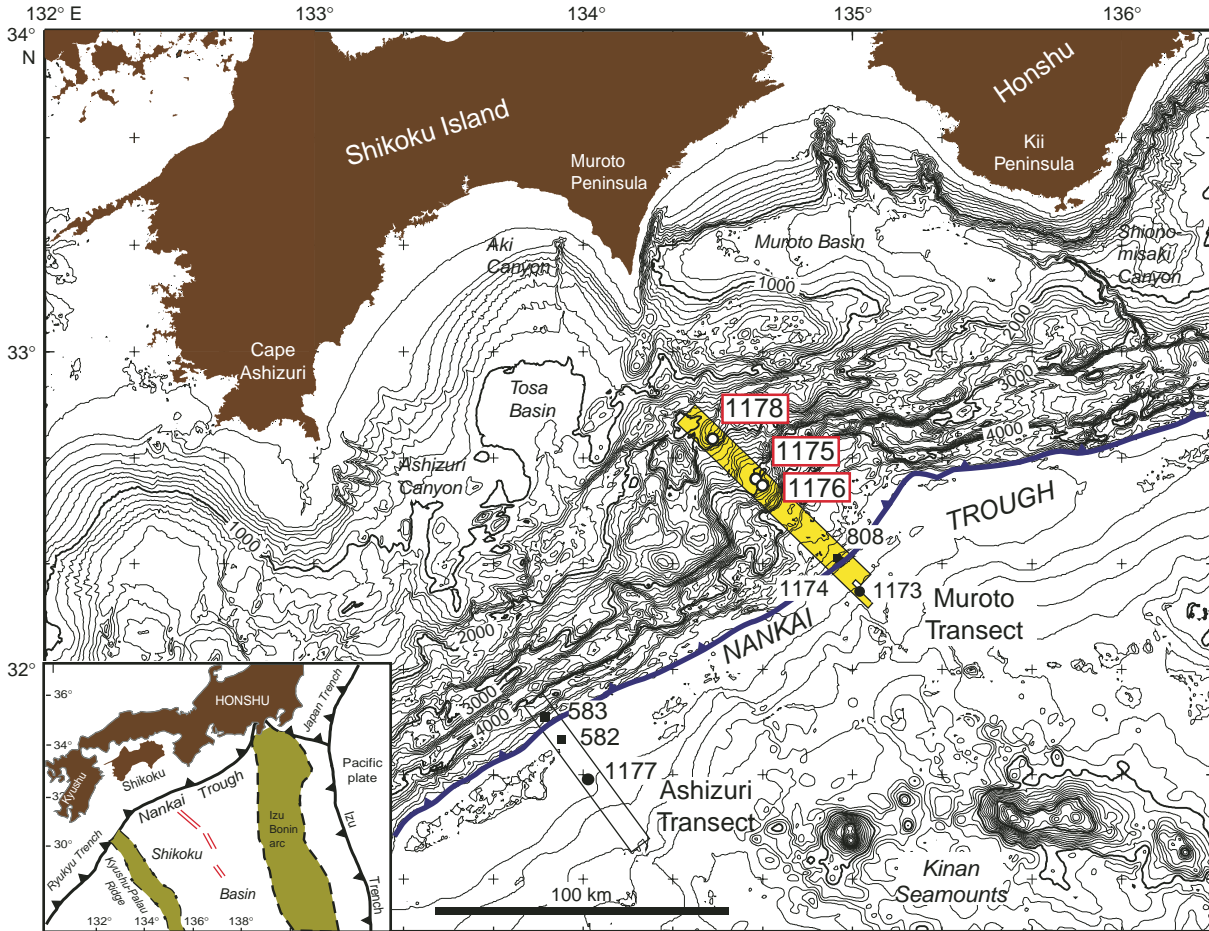 132° E
133°
134°
135°
136°
34°
N
33°
32°
Honshu
Kii
Peninsula
Shikoku Island
Muroto
Peninsula
Aki
Canyon
Muroto Basin
Shiono-
misaki
Canyon
1000
2000
3000
4000
Cape
Ashizuri
Tosa
Basin
Ashizuri
Canyon
1178
1175
1176
1000
TROUGH
808
1174
1173
NANKAI
Muroto
Transect
2000
3000
4000
583
582
1177
Ashizuri
Transect
Kinan
Seamounts
100 km
HONSHU
Japan Trench
36°
34°
32°
30°
Kyushu
Shikoku
Nankai Trough
Pacific
plate
Izu
Bonin
arc
Izu
Trench
Ryukyu Trench
Shikoku
Basin
Kyushu-Palau
Ridge
132°
134°
136°
138°